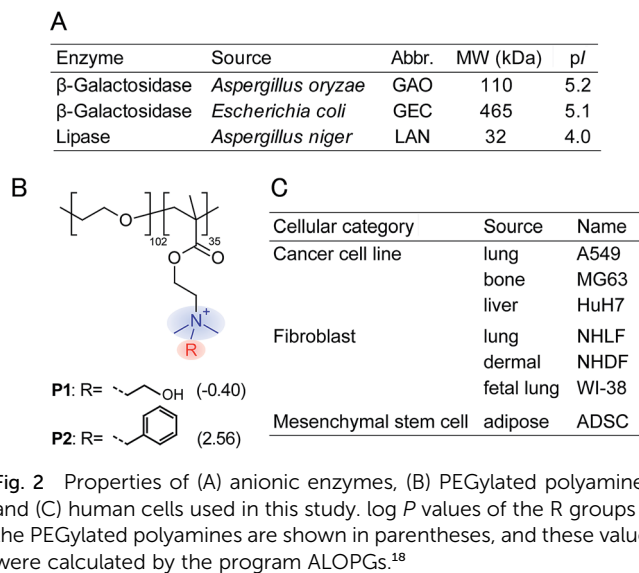 A
Enzyme Source Abbr. MW (kDa) pI
β-Galactosidase Aspergillus oryzae GAO 110 5.2
β-Galactosidase Escherichia coli GEC 465 5.1
Lipase Aspergillus niger LAN 32 4.0
B
O
102
35
O
O
N+
R
P1: R= OH (-0.40)
P2: R= (2.56)
C
Cellular category Source Name
Cancer cell line lung A549
bone MG63
liver HuH7
Fibroblast lung NHLF
dermal NHDF
fetal lung WI-38
Mesenchymal stem cell adipose ADSC
Fig. 2 Properties of (A) anionic enzymes, (B) PEGylated polyamine
and (C) human cells used in this study. log P values of the R groups
the PEGylated polyamines are shown in parentheses, and these valu
were calculated by the program ALOPGs.18